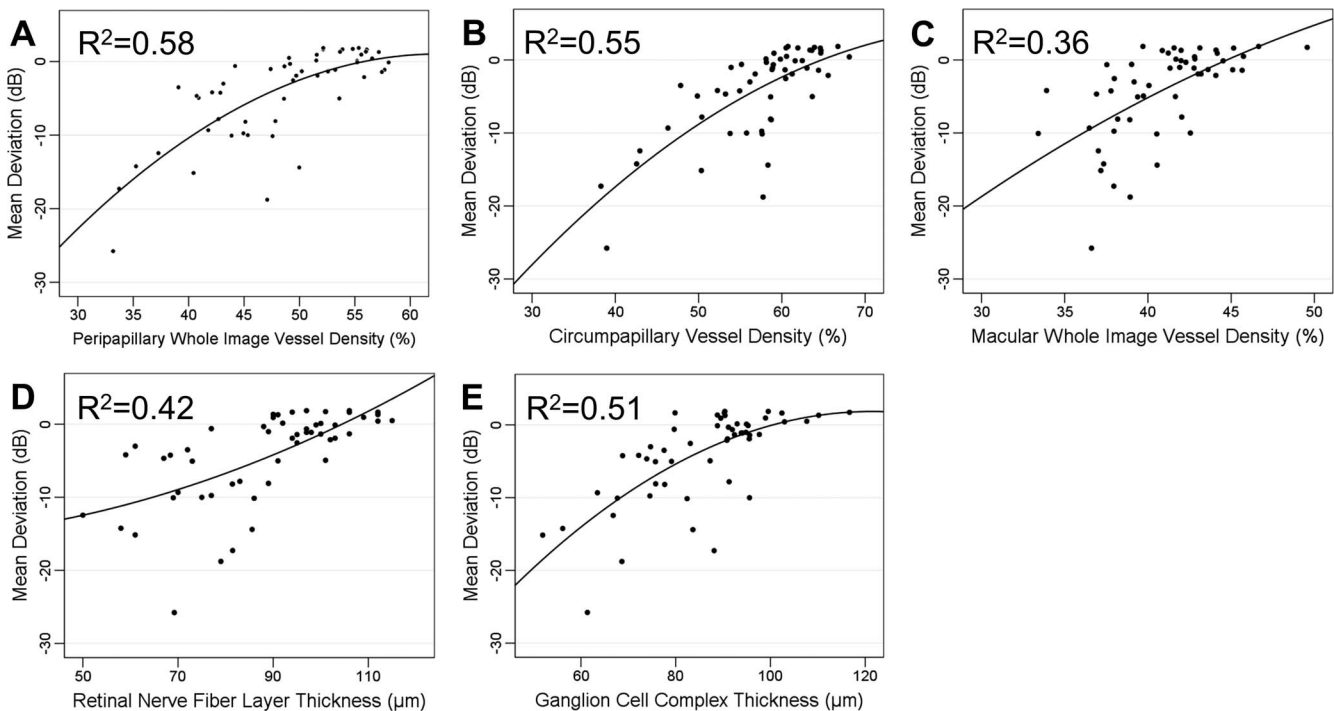 A
R²=0.58
Mean Deviation (dB)
0
-10
-20
-30
30 35 40 45 50 55 60
Peripapillary Whole Image Vessel Density (%)
B
R²=0.55
Mean Deviation (dB)
0
-10
-20
-30
30 40 50 60 70
Circumpapillary Vessel Density (%)
C
R²=0.36
Mean Deviation (dB)
0
-10
-20
-30
30 35 40 45 50
Macular Whole Image Vessel Density (%)
D
R²=0.42
Mean Deviation (dB)
0
-10
-20
-30
50 70 90 110
Retinal Nerve Fiber Layer Thickness (µm)
E
R²=0.51
Mean Deviation (dB)
0
-10
-20
-30
60 80 100 120
Ganglion Cell Complex Thickness (µm)